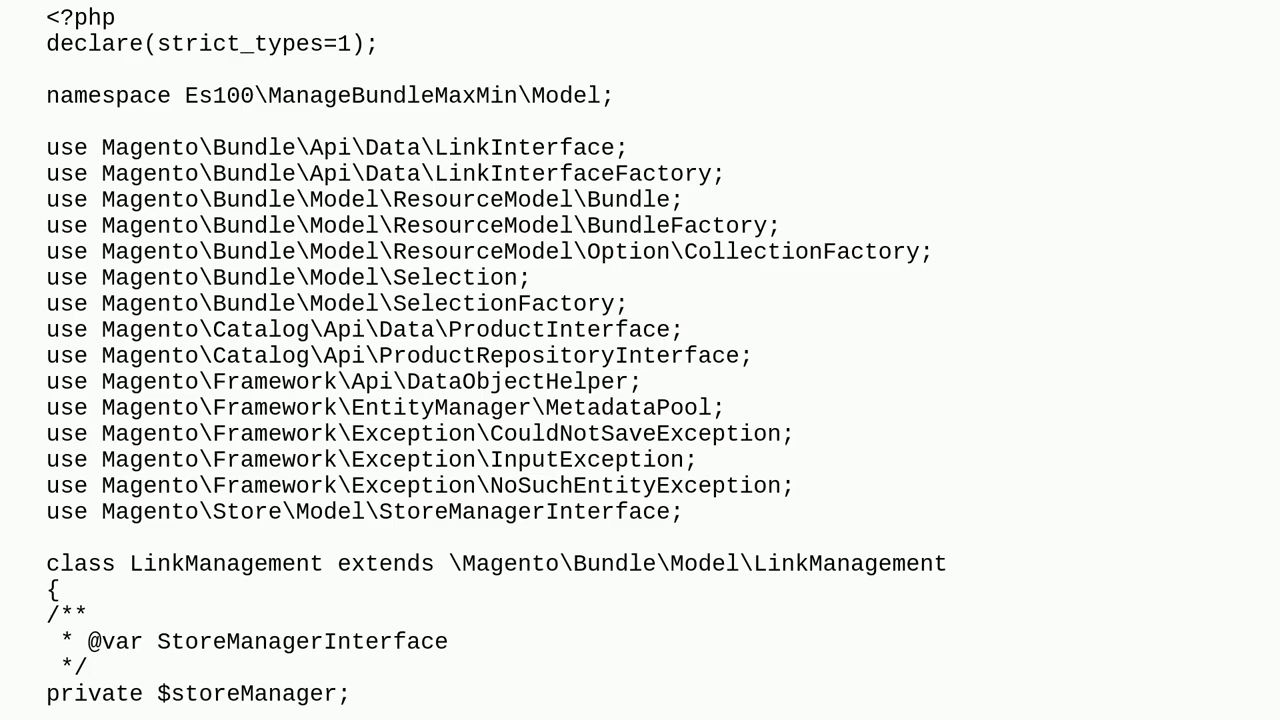 <?php
declare(strict_types=1);
namespace Es100\ManageBundleMaxMin\Model;
use Magento\Bundle\Api\Data\LinkInterface;
use Magento\Bundle\Api\Data\LinkInterfaceFactory;
use Magento\Bundle\Model\ResourceModel\Bundle;
use Magento\Bundle\Model\ResourceModel\BundleFactory;
use Magento\Bundle\Model\ResourceModel\Option\CollectionFactory;
use Magento\Bundle\Model\Selection;
use Magento\Bundle\Model\SelectionFactory;
use Magento\Catalog\Api\Data\ProductInterface;
use Magento\Catalog\Api\ProductRepositoryInterface;
use Magento\Framework\Api\DataObjectHelper;
use Magento\Framework\EntityManager\MetadataPool;
use Magento\Framework\Exception\CouldNotSaveException;
use Magento\Framework\Exception\InputException;
use Magento\Framework\Exception\NoSuchEntityException;
use Magento\Store\Model\StoreManagerInterface;
class LinkManagement extends \Magento\Bundle\Model\LinkManagement
{
/**
 * @var StoreManagerInterface
 */
private $storeManager;